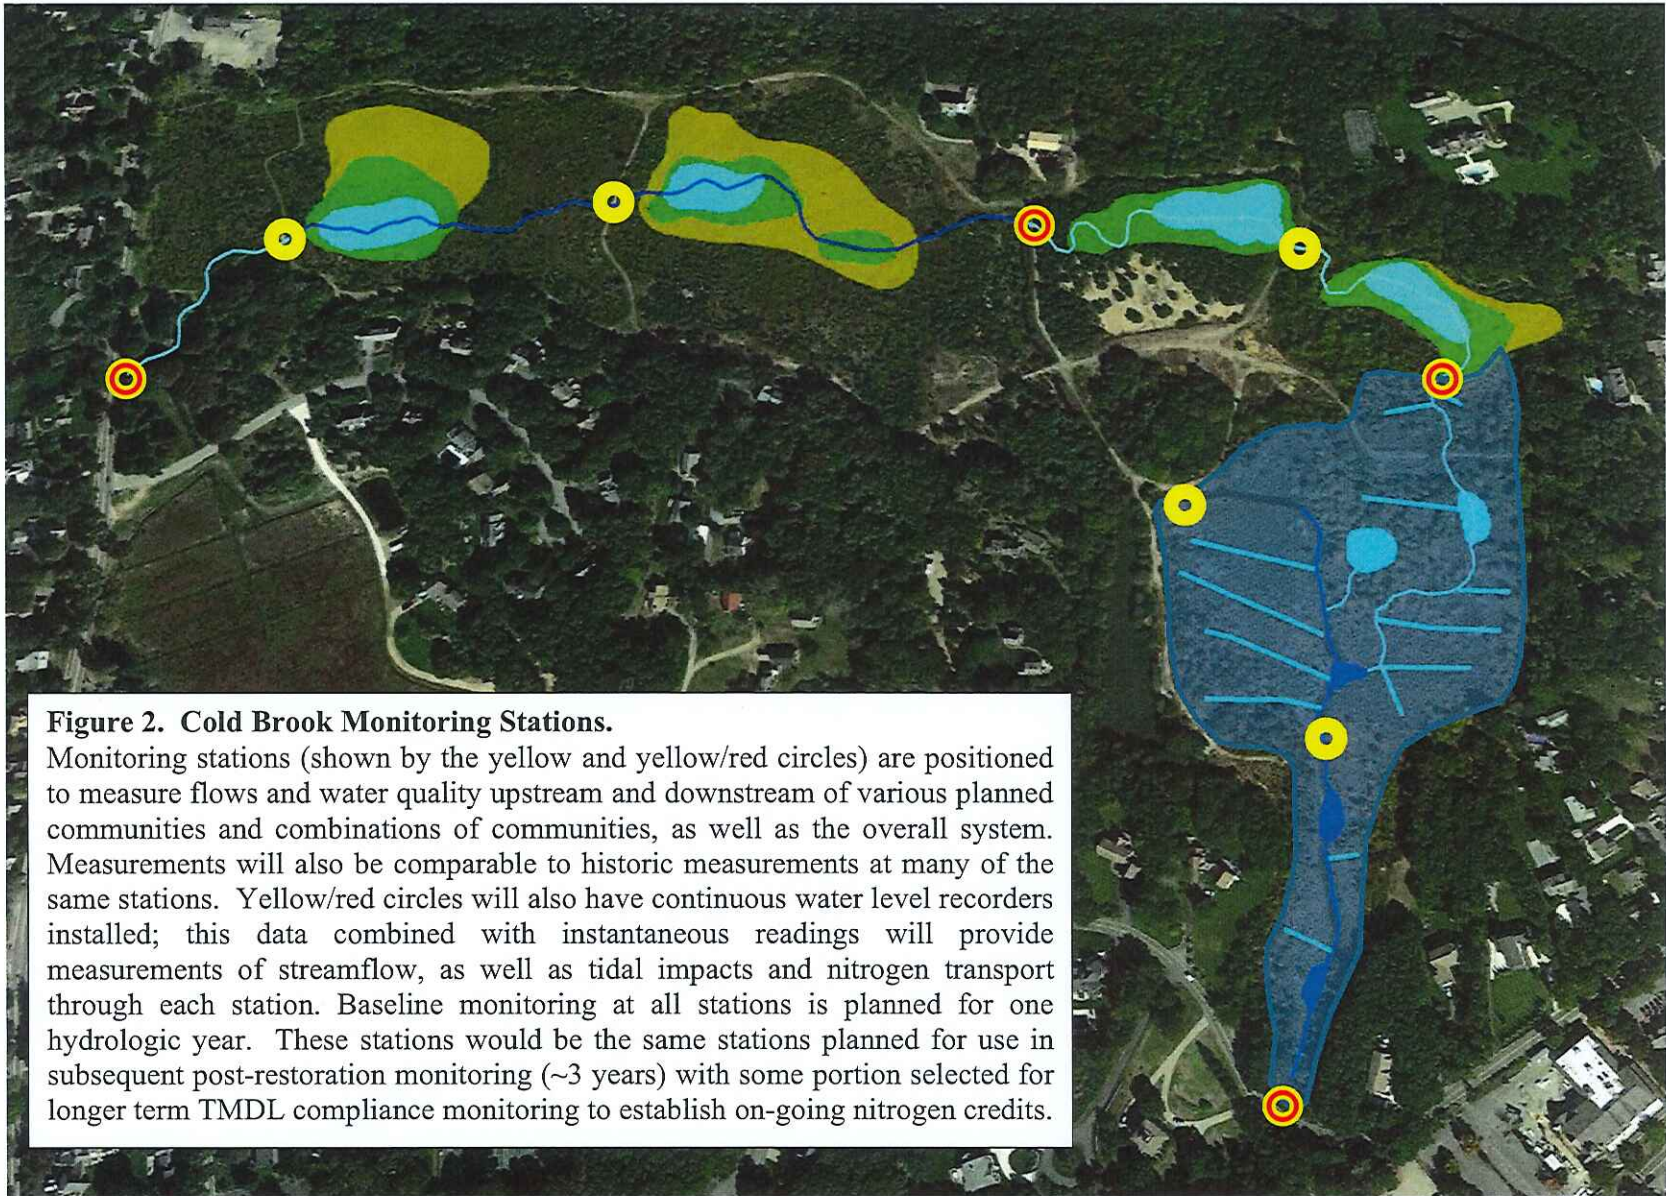 Figure 2. Cold Brook Monitoring Stations.
Monitoring stations (shown by the yellow and yellow/red circles) are positioned
to measure flows and water quality upstream and downstream of various planned
communities and combinations of communities, as well as the overall system.
Measurements will also be comparable to historic measurements at many of the
same stations. Yellow/red circles will also have continuous water level recorders
installed; this data combined with instantaneous readings will provide
measurements of streamflow, as well as tidal impacts and nitrogen transport
through each station. Baseline monitoring at all stations is planned for one
hydrologic year. These stations would be the same stations planned for use in
subsequent post-restoration monitoring (~3 years) with some portion selected for
longer term TMDL compliance monitoring to establish on-going nitrogen credits.